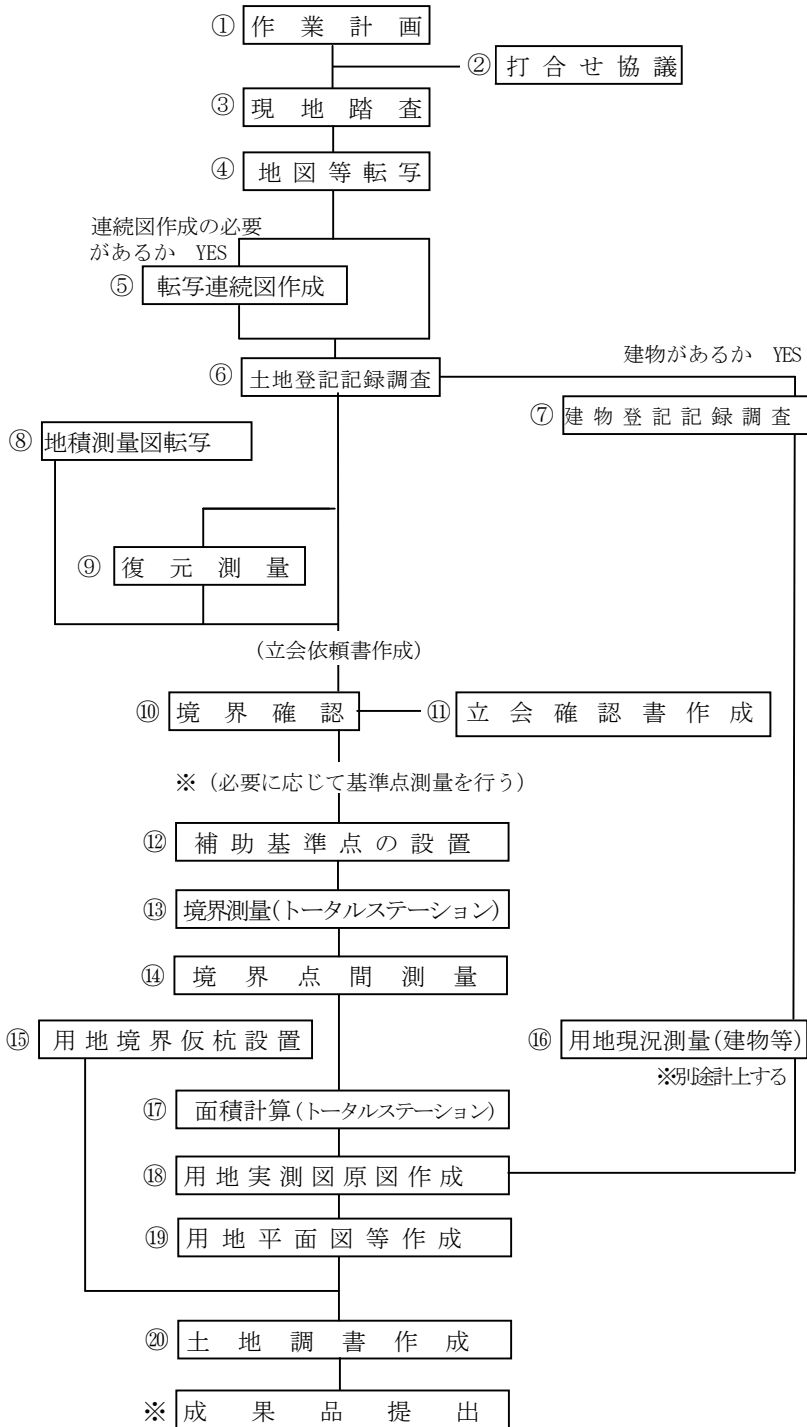 ① 作業計画
② 打合せ協議
③ 現地踏査
④ 地図等転写
連続図作成の必要
があるか YES
⑤ 転写連続図作成
建物があるか YES
⑥ 土地登記記録調査
⑦ 建物登記記録調査
⑧ 地積測量図転写
⑨ 復元測量
(立会依頼書作成)
⑩ 境界確認
⑪ 立会確認書作成
※(必要に応じて基準点測量を行う)
⑫ 補助基準点の設置
⑬ 境界測量(トータルステーション)
⑭ 境界点間測量
⑮ 用地境界仮杭設置
⑯ 用地現況測量(建物等)
※別途計上する
⑰ 面積計算(トータルステーション)
⑱ 用地実測図原図作成
⑲ 用地平面図等作成
⑳ 土地調書作成
※ 成果品提出